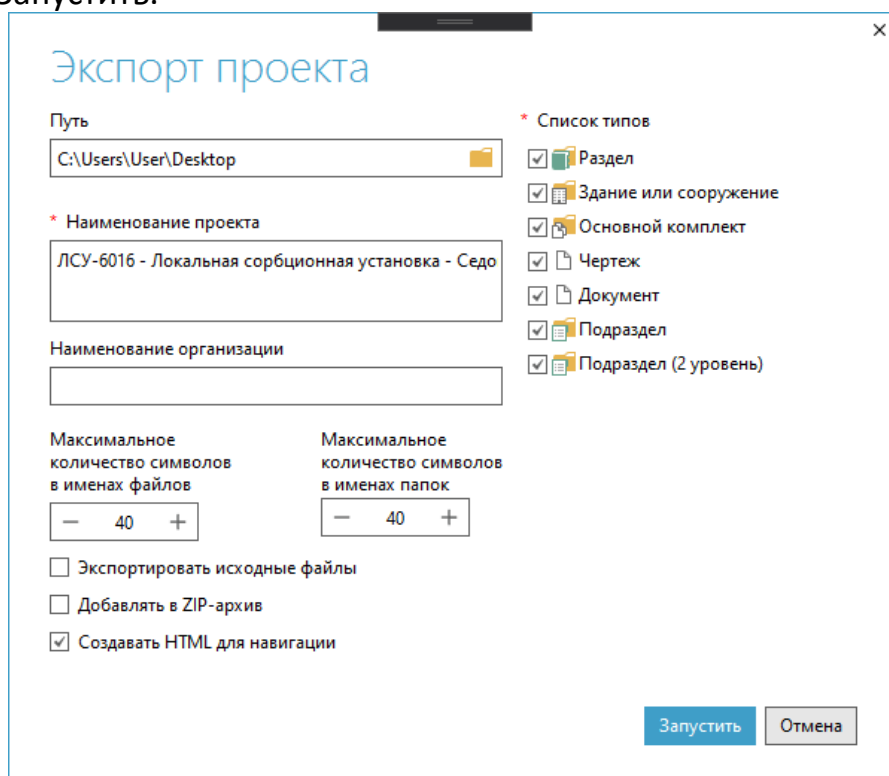 Запустить.
Экспорт проекта
Путь
C:\Users\User\Desktop
* Наименование проекта
ЛСУ-6016 - Локальная сорбционная установка - Седо
Наименование организации
Максимальное
количество символов
в именах файлов
40
Максимальное
количество символов
в именах папок
40
Экспортировать исходные файлы
Добавлять в ZIP-архив
Создавать HTML для навигации
* Список типов
Раздел
Здание или сооружение
Основной комплект
Чертеж
Документ
Подраздел
Подраздел (2 уровень)
Запустить
Отмена